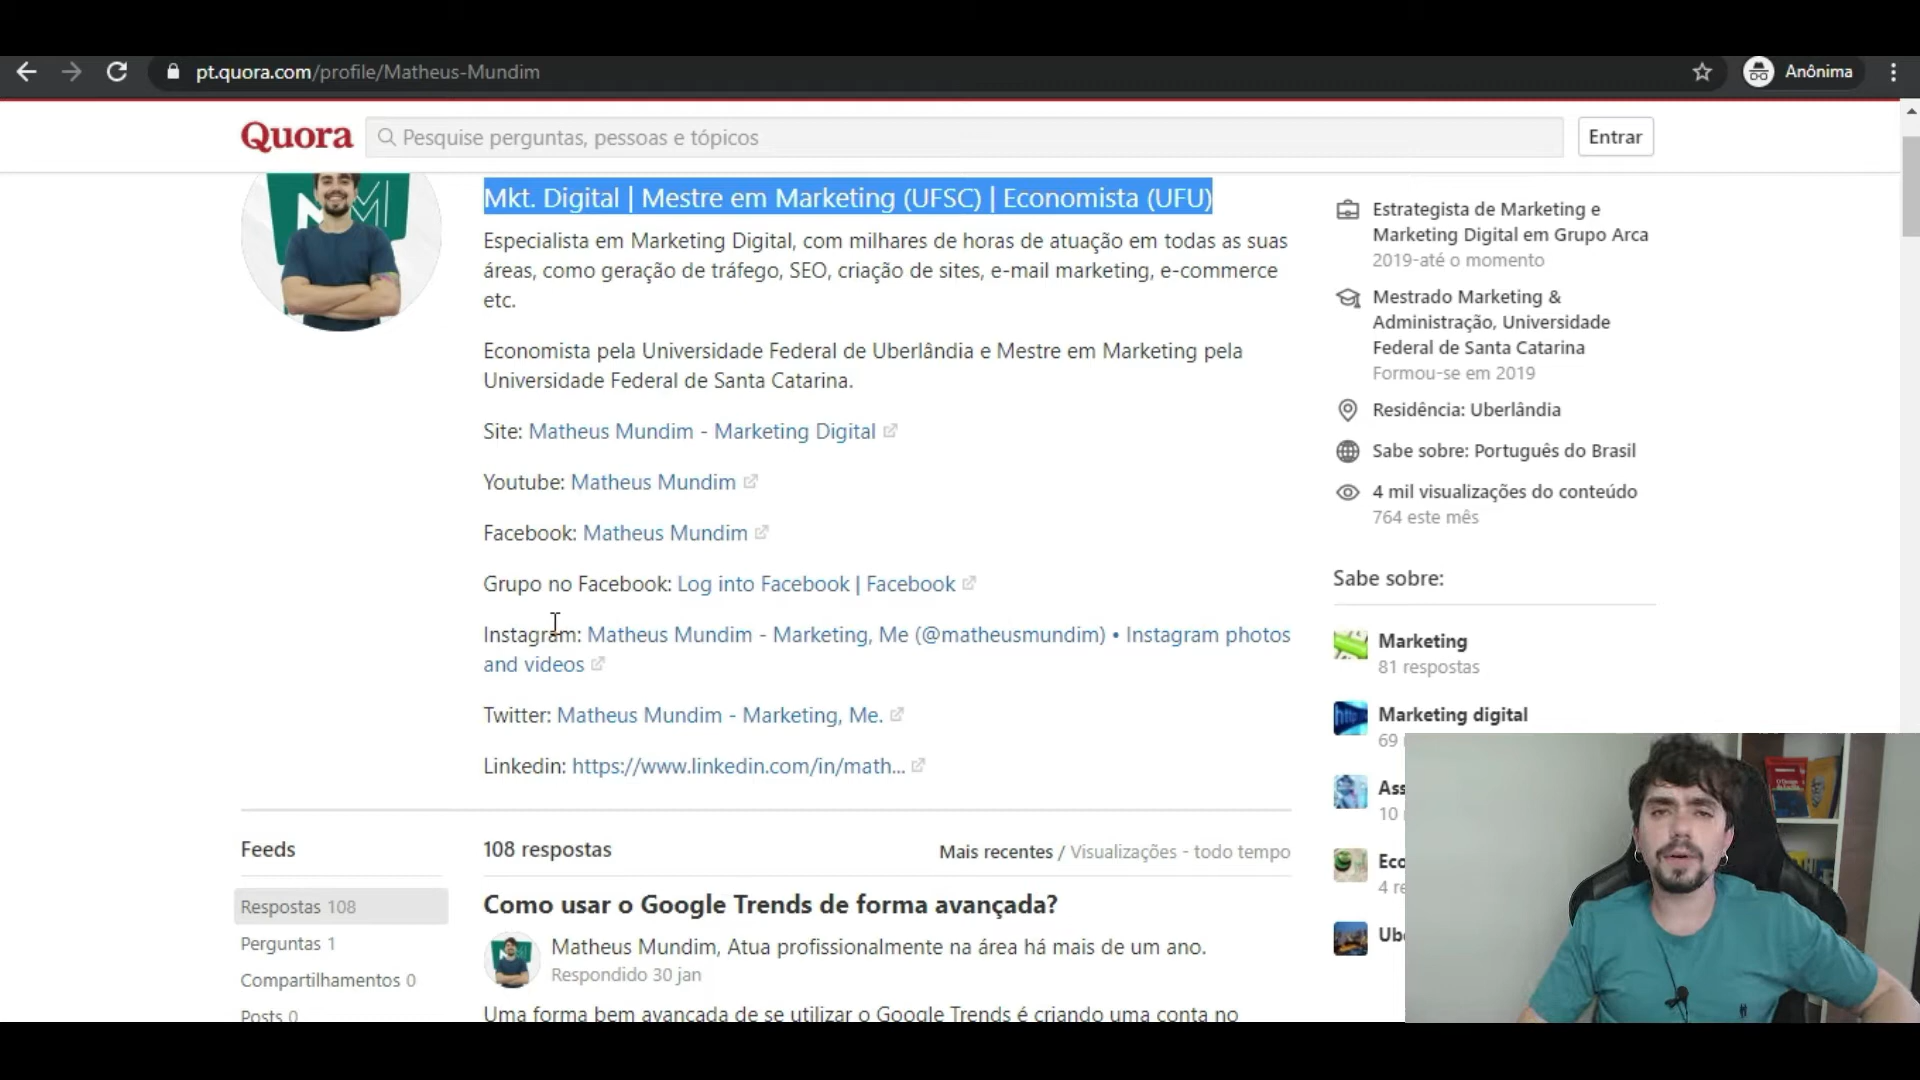 pt.quora.com/profile/Matheus-Mundim
Anônima
Quora
Pesquise perguntas, pessoas e tópicos
Entrar
Mkt. Digital | Mestre em Marketing (UFSC) | Economista (UFU)
Especialista em Marketing Digital, com milhares de horas de atuação em todas as suas
áreas, como geração de tráfego, SEO, criação de sites, e-mail marketing, e-commerce
etc.
Economista pela Universidade Federal de Uberlândia e Mestre em Marketing pela
Universidade Federal de Santa Catarina.
Site: Matheus Mundim - Marketing Digital
Youtube: Matheus Mundim
Facebook: Matheus Mundim
Grupo no Facebook: Log into Facebook | Facebook
Instagram: Matheus Mundim - Marketing, Me (@matheusmundim) • Instagram photos
and videos
Twitter: Matheus Mundim - Marketing, Me.
Linkedin: https://www.linkedin.com/in/math...
Estrategista de Marketing e
Marketing Digital em Grupo Arca
2019-até o momento
Mestrado Marketing &
Administração, Universidade
Federal de Santa Catarina
Formou-se em 2019
Residência: Uberlândia
Sabe sobre: Português do Brasil
4 mil visualizações do conteúdo
764 este mês
Sabe sobre:
Marketing
81 respostas
Marketing digital
69
Ass
10
Eco
4 re
Ube
Feeds
Respostas 108
Perguntas 1
Compartilhamentos 0
Posts 0
108 respostas
Mais recentes / Visualizações - todo tempo
Como usar o Google Trends de forma avançada?
Matheus Mundim, Atua profissionalmente na área há mais de um ano.
Respondido 30 jan
Uma forma bem avançada de se utilizar o Google Trends é criando uma conta no